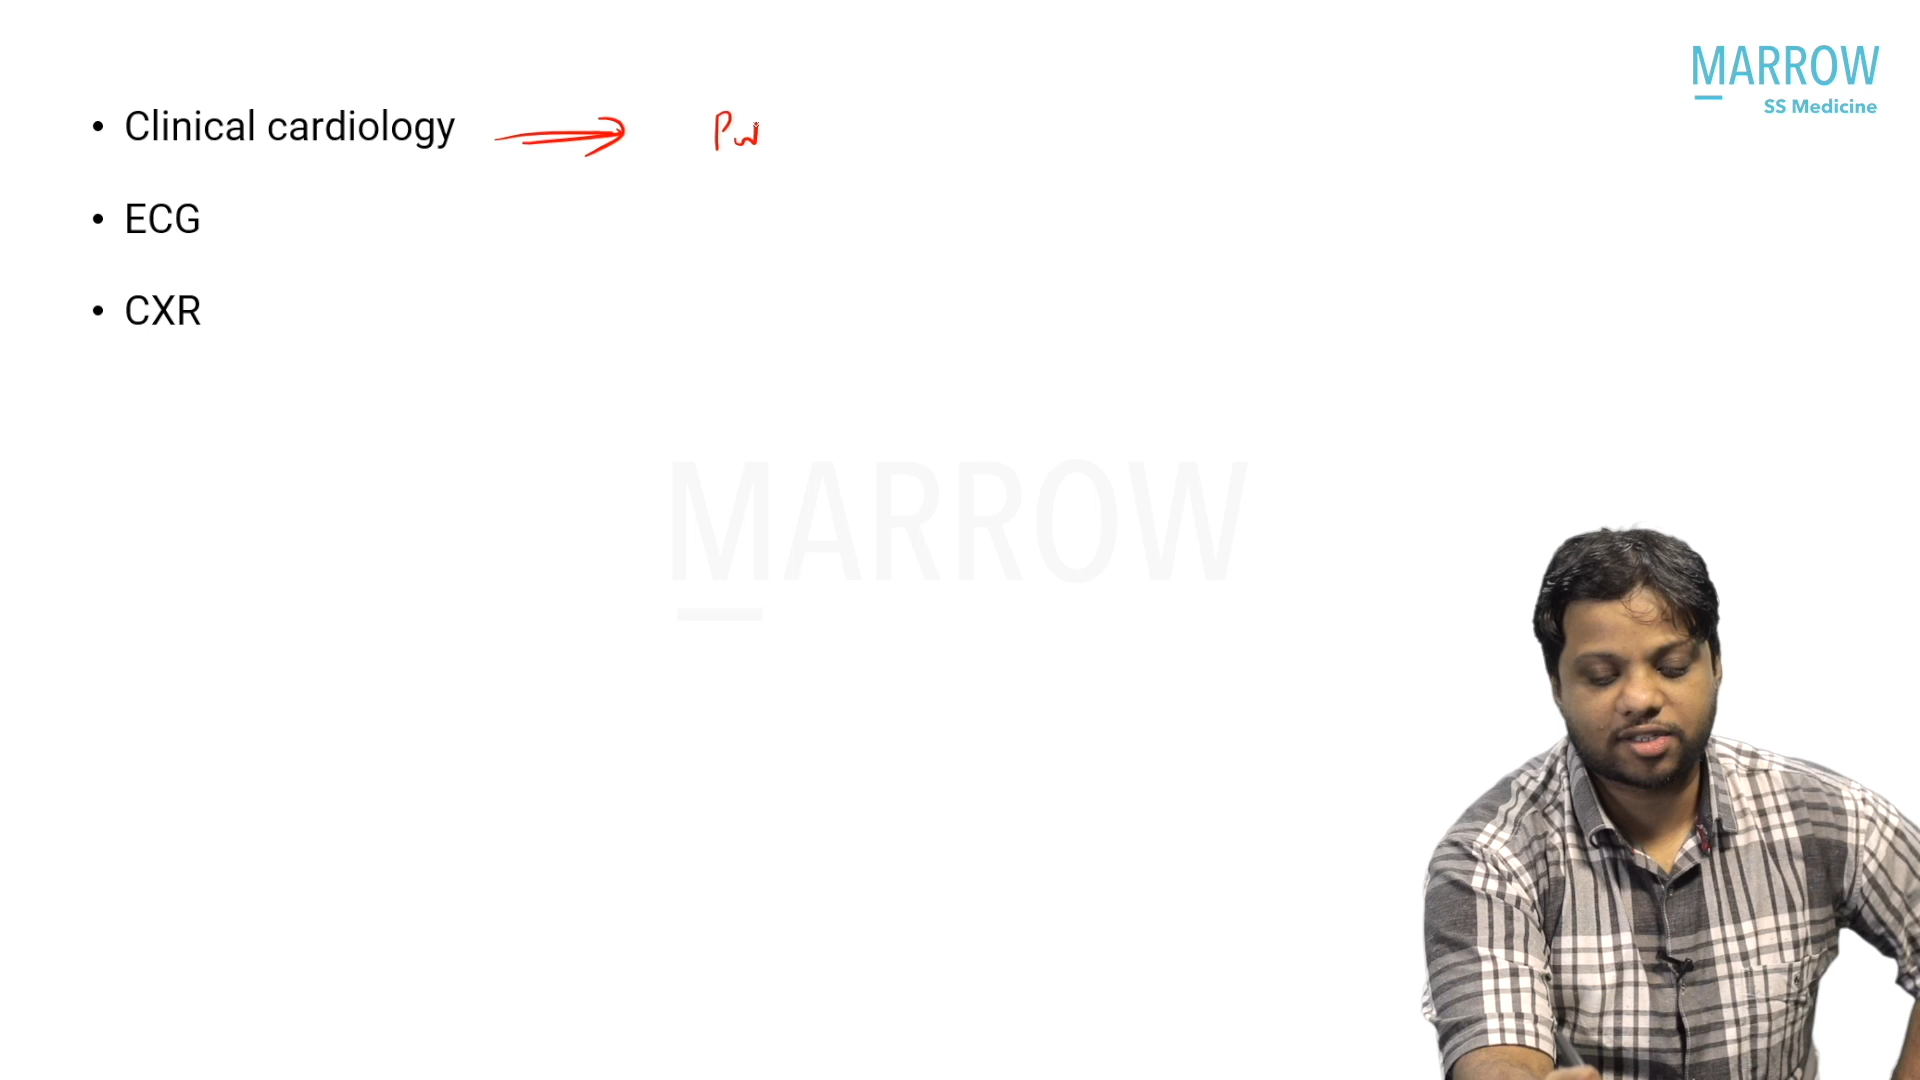 MARROW
SS Medicine
• Clinical cardiology
• ECG
• CXR
MARROW